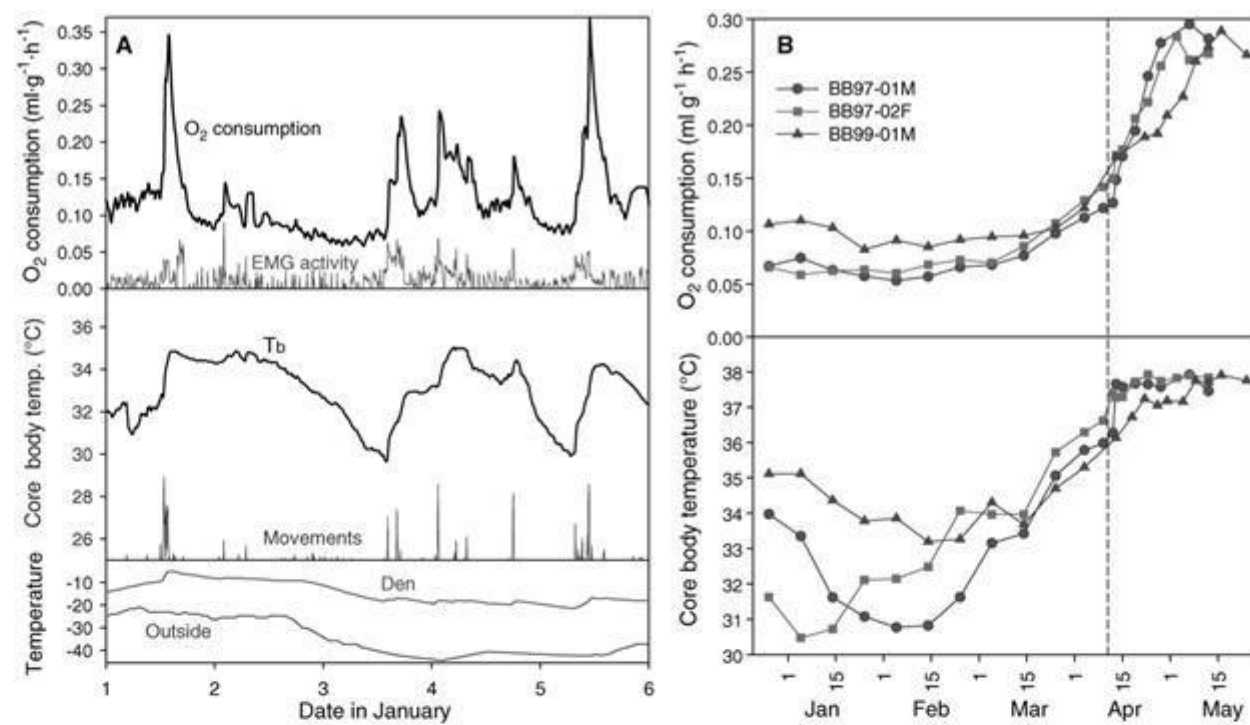 A
O2 consumption (ml·g-1·h-1)
0.35
0.30
0.25
0.20
0.15
0.10
0.05
0.00
O2 consumption
EMG activity
Core body temp. (°C)
36
34
32
30
28
26
Tb
Movements
Temperature
-10
-20
-30
-40
Den
Outside
1 2 3 4 5 6
Date in January
B
O2 consumption (ml g-1 h-1)
0.30
0.25
0.20
0.15
0.10
0.05
0.00
BB97-01M
BB97-02F
BB99-01M
Core body temperature (°C)
38
37
36
35
34
33
32
31
30
1 15 1 15 1 15 1 15 1 15
Jan Feb Mar Apr May